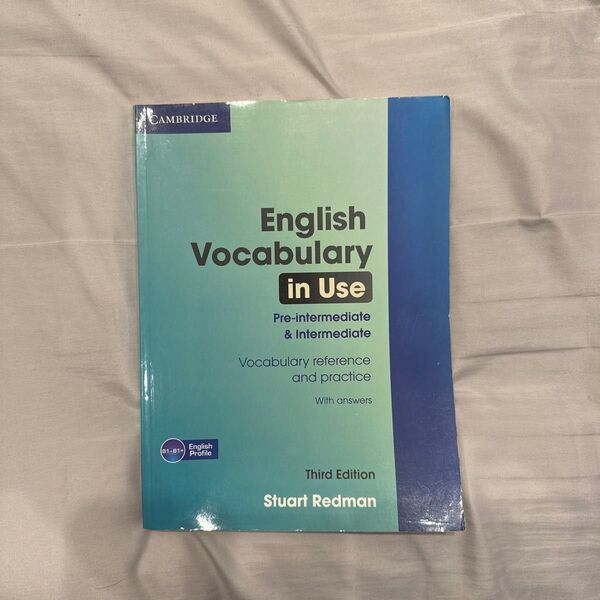 CAMBRIDGE
English
Vocabulary
in Use
Pre-intermediate
& Intermediate
Vocabulary reference
and practice
With answers
B1-B1+
English
Profile
Third Edition
Stuart Redman